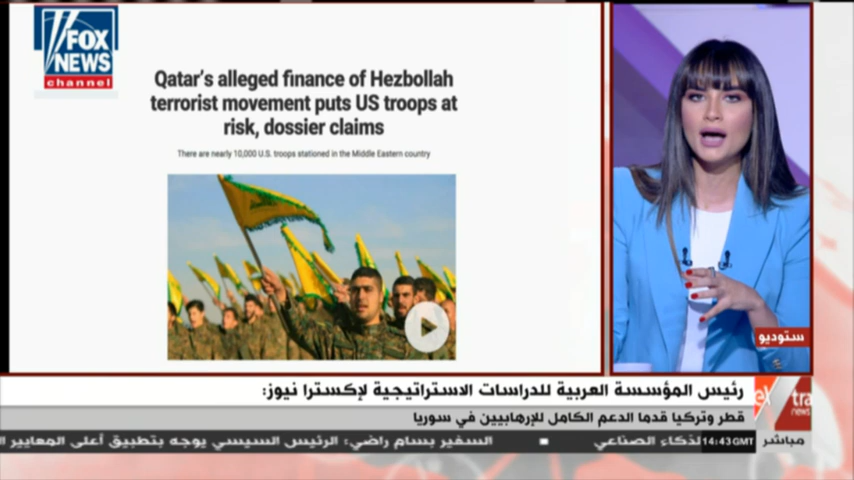 FOX
NEWS
channel
Qatar's alleged finance of Hezbollah
terrorist movement puts US troops at
risk, dossier claims
There are nearly 10,000 U.S. troops stationed in the Middle Eastern country
ستوديو
رئيس المؤسسة العربية للدراسات الاستراتيجية لإكسترا نيوز:
extra
news
قطر وتركيا قدما الدعم الكامل للإرهابيين في سوريا
مباشر
14:43 GMT
لذكاء الصناعي ■ السفير بسام راضي: الرئيس السيسي يوجه بتطبيق أعلى المعايير ال